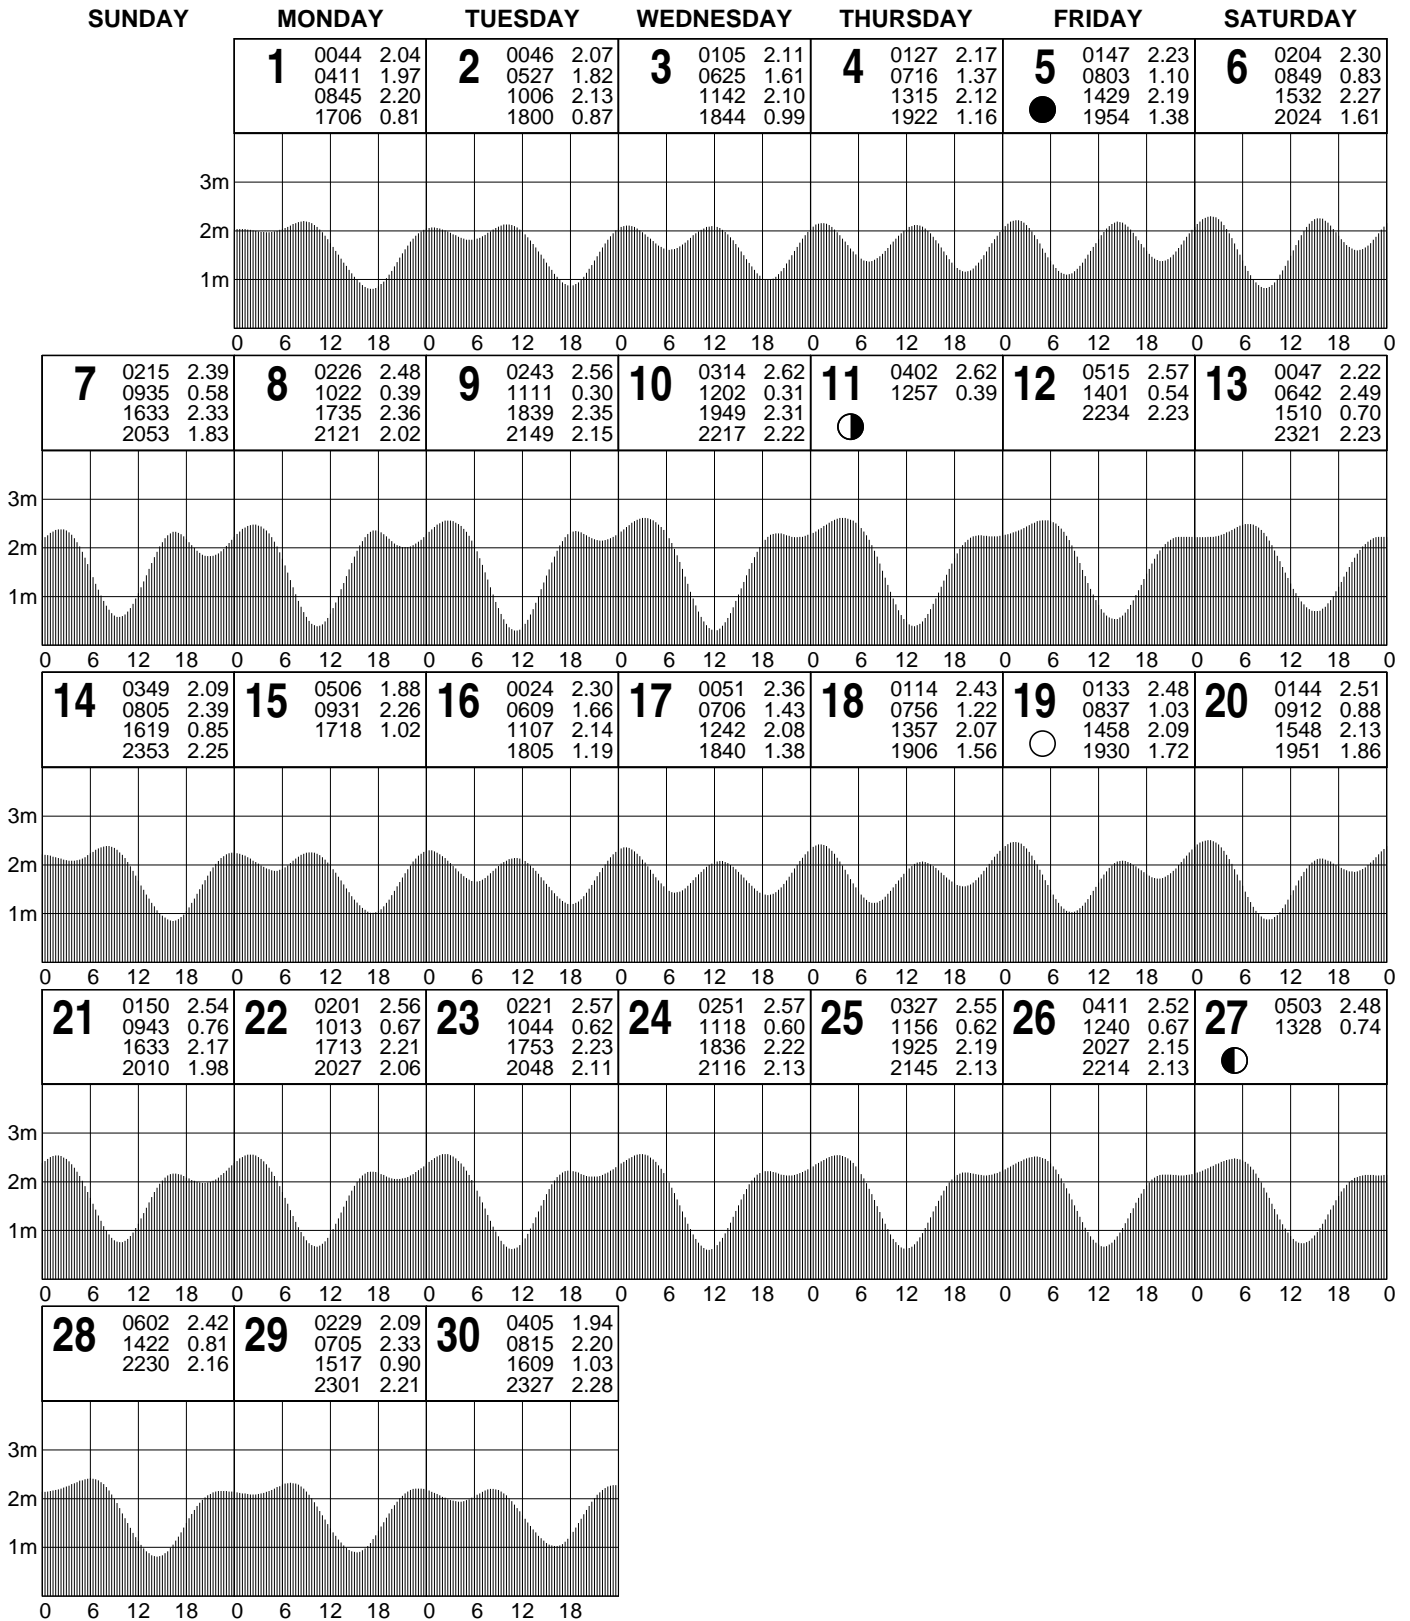 SUNDAY MONDAY TUESDAY WEDNESDAY THURSDAY FRIDAY SATURDAY
1 0044 2.04
0411 1.97
0845 2.20
1706 0.81
2 0046 2.07
0527 1.82
1006 2.13
1800 0.87
3 0105 2.11
0625 1.61
1142 2.10
1844 0.99
4 0127 2.17
0716 1.37
1315 2.12
1922 1.16
5 0147 2.23
0803 1.10
1429 2.19
1954 1.38
6 0204 2.30
0849 0.83
1532 2.27
2024 1.61
3m
2m
1m
0 6 12 18 0 6 12 18 0 6 12 18 0 6 12 18 0 6 12 18 0 6 12 18 0
7 0215 2.39
0935 0.58
1633 2.33
2053 1.83
8 0226 2.48
1022 0.39
1735 2.36
2121 2.02
9 0243 2.56
1111 0.30
1839 2.35
2149 2.15
10 0314 2.62
1202 0.31
1949 2.31
2217 2.22
11 0402 2.62
1257 0.39
12 0515 2.57
1401 0.54
2234 2.23
13 0047 2.22
0642 2.49
1510 0.70
2321 2.23
3m
2m
1m
0 6 12 18 0 6 12 18 0 6 12 18 0 6 12 18 0 6 12 18 0 6 12 18 0 6 12 18 0
14 0349 2.09
0805 2.39
1619 0.85
2353 2.25
15 0506 1.88
0931 2.26
1718 1.02
16 0024 2.30
0609 1.66
1107 2.14
1805 1.19
17 0051 2.36
0706 1.43
1242 2.08
1840 1.38
18 0114 2.43
0756 1.22
1357 2.07
1906 1.56
19 0133 2.48
0837 1.03
1458 2.09
1930 1.72
20 0144 2.51
0912 0.88
1548 2.13
1951 1.86
3m
2m
1m
0 6 12 18 0 6 12 18 0 6 12 18 0 6 12 18 0 6 12 18 0 6 12 18 0 6 12 18 0
21 0150 2.54
0943 0.76
1633 2.17
2010 1.98
22 0201 2.56
1013 0.67
1713 2.21
2027 2.06
23 0221 2.57
1044 0.62
1753 2.23
2048 2.11
24 0251 2.57
1118 0.60
1836 2.22
2116 2.13
25 0327 2.55
1156 0.62
1925 2.19
2145 2.13
26 0411 2.52
1240 0.67
2027 2.15
2214 2.13
27 0503 2.48
1328 0.74
3m
2m
1m
0 6 12 18 0 6 12 18 0 6 12 18 0 6 12 18 0 6 12 18 0 6 12 18 0 6 12 18 0
28 0602 2.42
1422 0.81
2230 2.16
29 0229 2.09
0705 2.33
1517 0.90
2301 2.21
30 0405 1.94
0815 2.20
1609 1.03
2327 2.28
3m
2m
1m
0 6 12 18 0 6 12 18 0 6 12 18